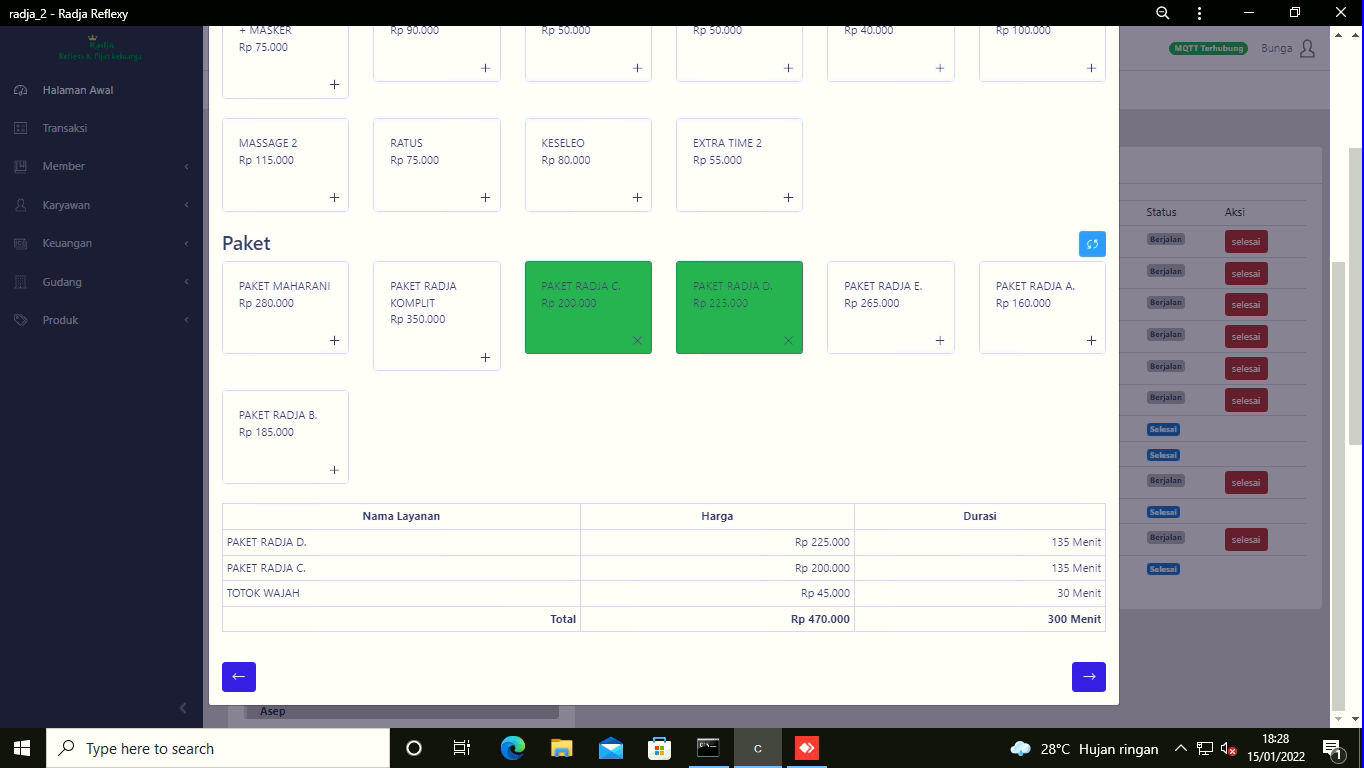 radja_2 - Radja Reflexy
Radja
MQTT Terhubung
Bunga
Halaman Awal
Transaksi
Member
Karyawan
Keuangan
Gudang
Produk
+ MASKER
Rp 75.000
Rp 90.000
Rp 50.000
Rp 50.000
Rp 40.000
Rp 100.000
MASSAGE 2
Rp 115.000
RATUS
Rp 75.000
KESELEO
Rp 80.000
EXTRA TIME 2
Rp 55.000
Paket
PAKET MAHARANI
Rp 280.000
PAKET RADJA
KOMPLIT
Rp 350.000
PAKET RADJA C.
Rp 200.000
PAKET RADJA D.
Rp 225.000
PAKET RADJA E.
Rp 265.000
PAKET RADJA A.
Rp 160.000
PAKET RADJA B.
Rp 185.000
Nama Layanan Harga Durasi
PAKET RADJA D. Rp 225.000 135 Menit
PAKET RADJA C. Rp 200.000 135 Menit
TOTOK WAJAH Rp 45.000 30 Menit
Total Rp 470.000 300 Menit
Status Aksi
Berjalan selesai
Berjalan selesai
Berjalan selesai
Berjalan selesai
Berjalan selesai
Berjalan selesai
Selesai
Selesai
Berjalan selesai
Selesai
Berjalan selesai
Selesai
Asep
Type here to search
C
28°C Hujan ringan
18:28
15/01/2022
1